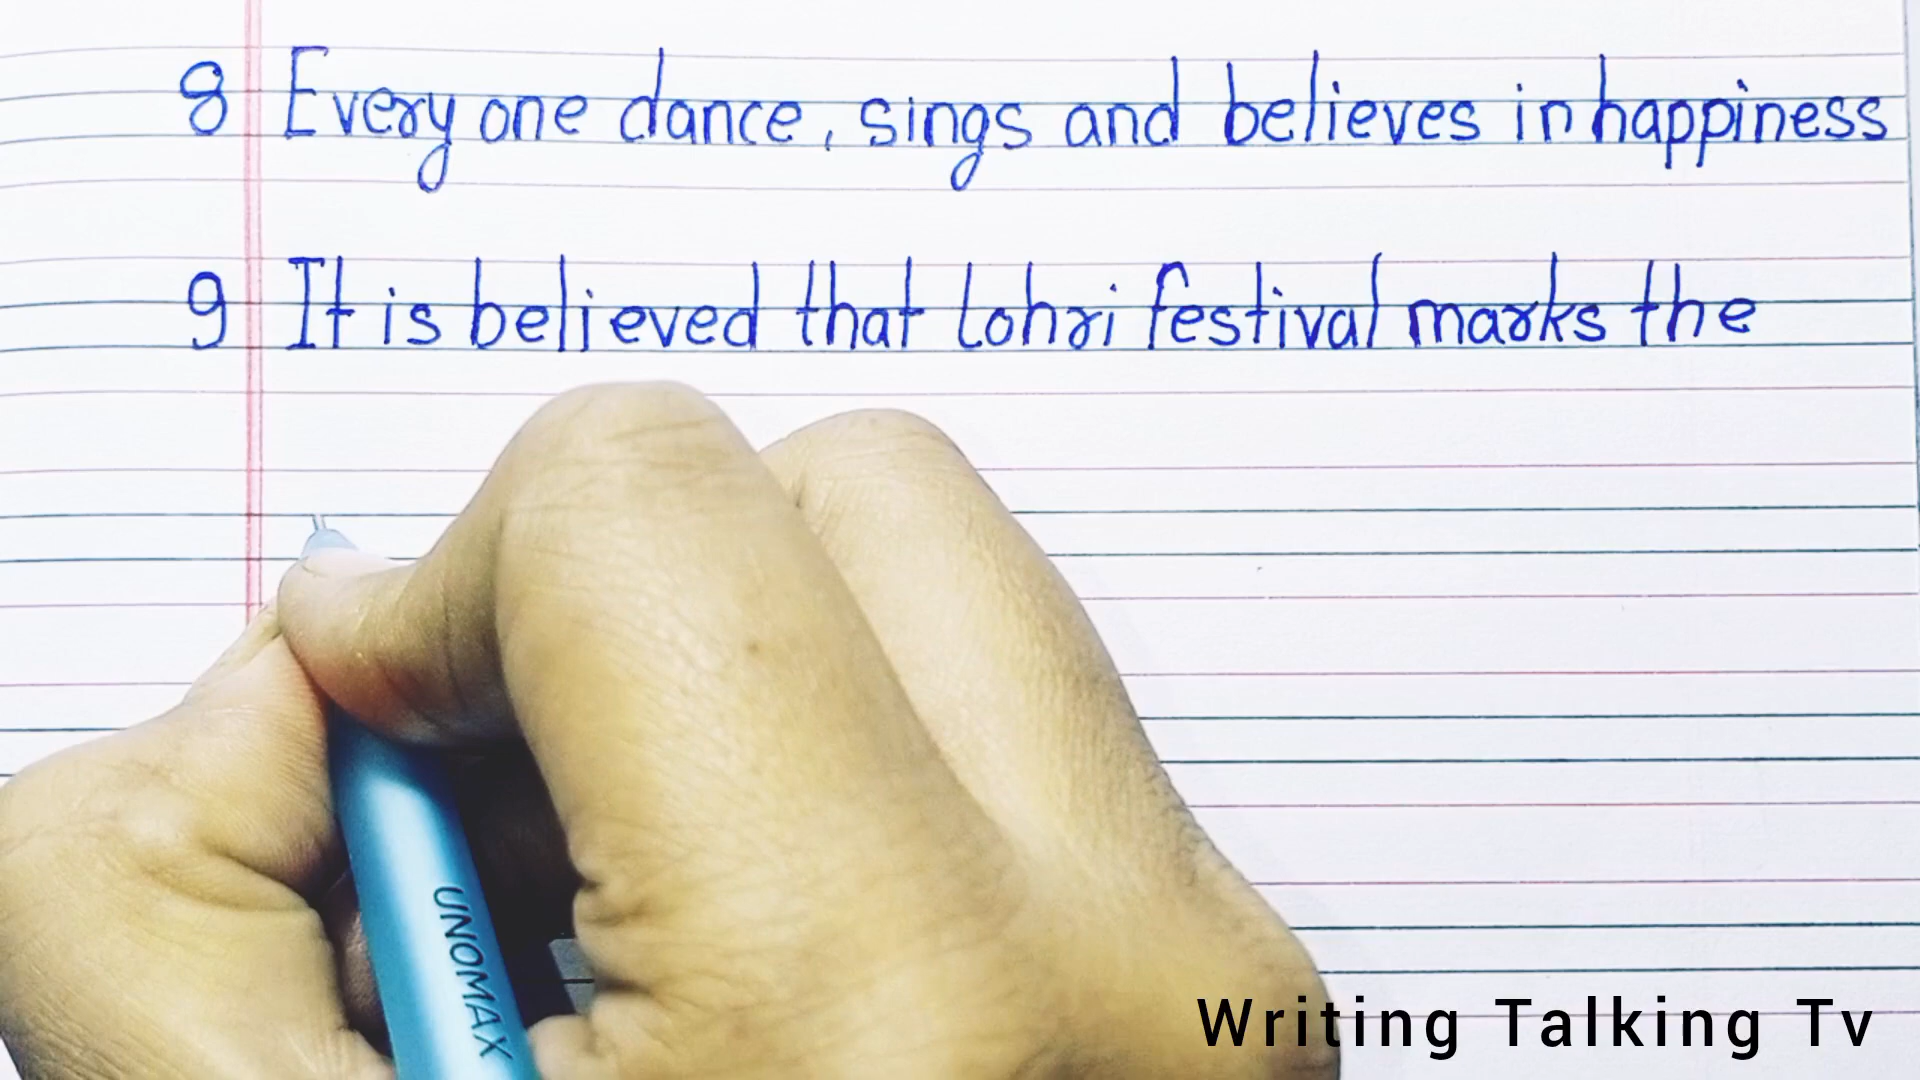 8 Every one dance, sings and believes in happiness
9 It is believed that Lohri festival marks the
UNOMAX
Writing Talking Tv